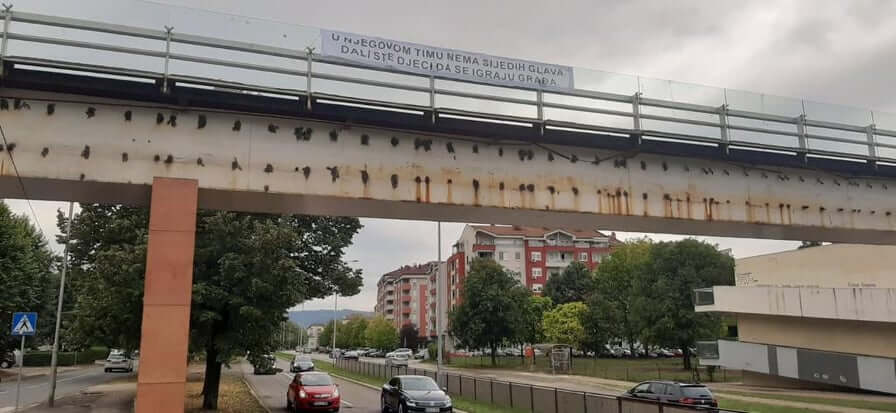 U NJEGOVOM TIMU NEMA SIJEDIH GLAVA
DALI STE DJECI DA SE IGRAJU GRADA